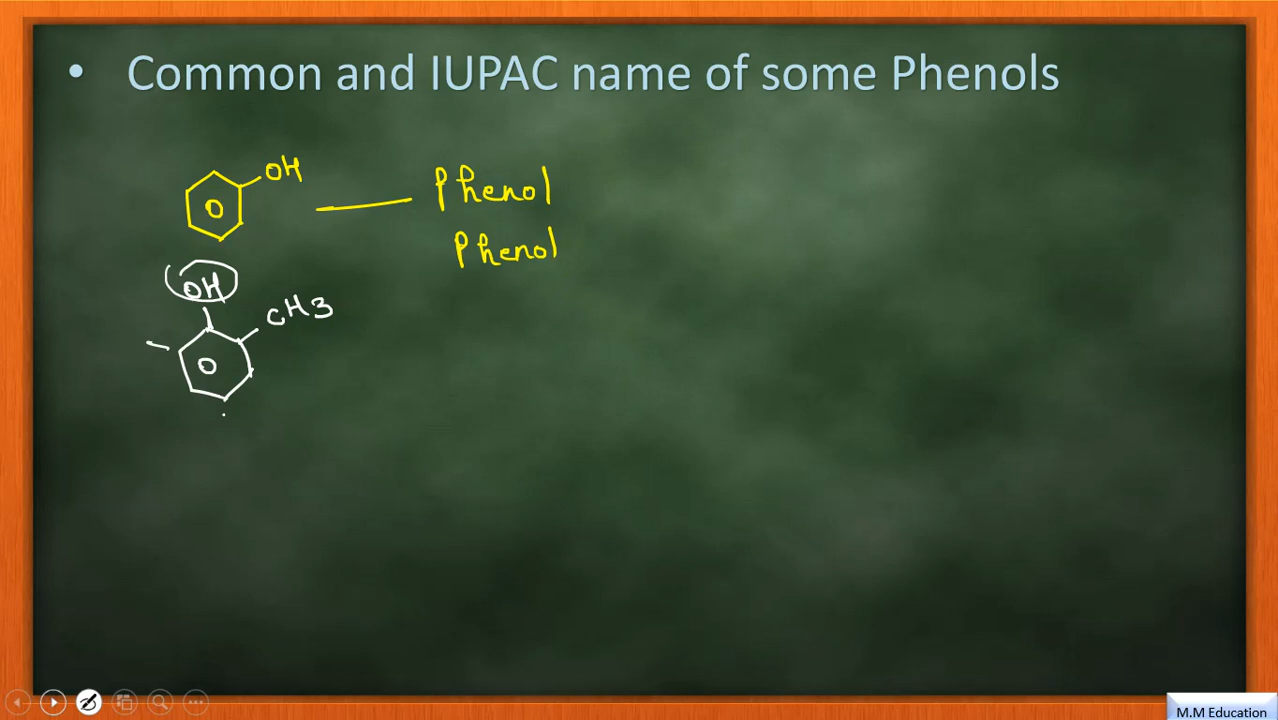 • Common and IUPAC name of some Phenols
OH
Phenol
Phenol
OH
CH3
M.M Education